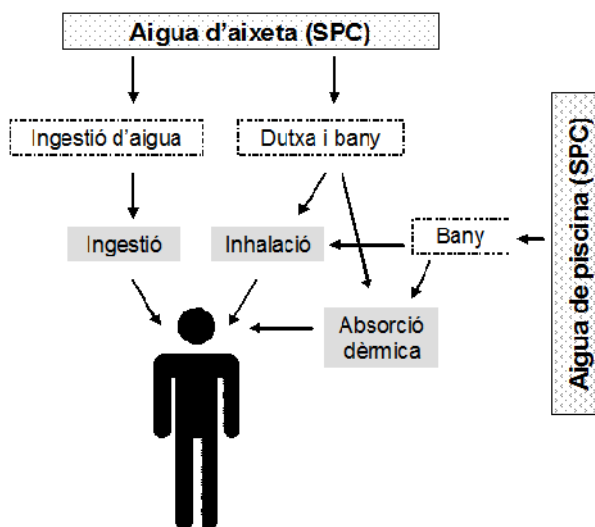 Aigua d'aixeta (SPC)
Ingestió d'aigua
Dutxa i bany
Ingestió
Inhalació
Bany
Absorció
dèrmica
Aigua de piscina (SPC)